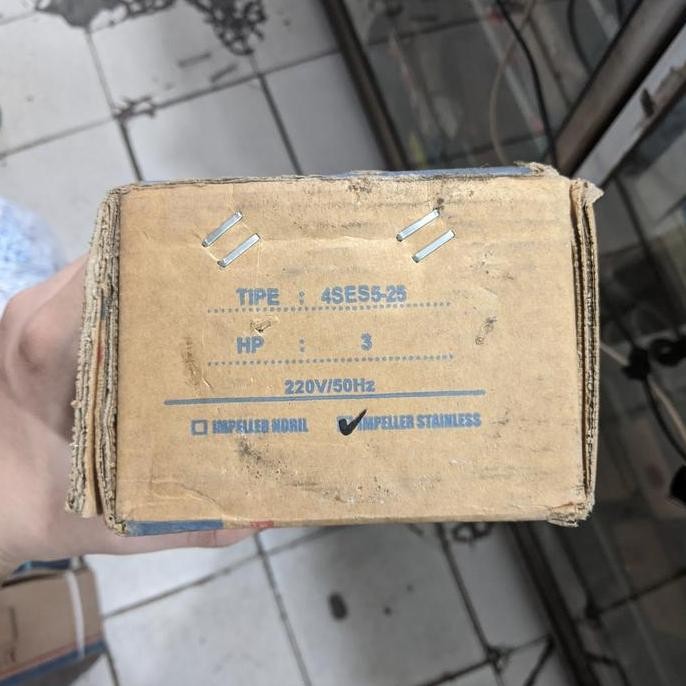 TIPE : 4SES5-25
HP : 3
220V/50Hz
IMPELLER NORIL IMPELLER STAINLESS